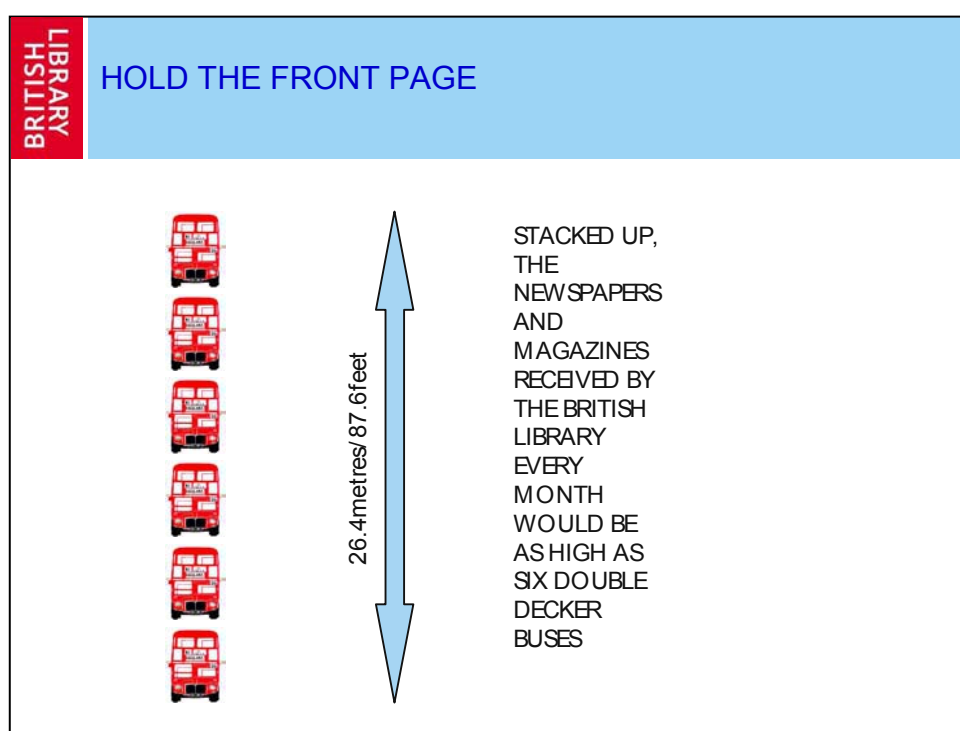 BRITISH
LIBRARY
HOLD THE FRONT PAGE
26.4metres/87.6feet
STACKED UP,
THE
NEWSPAPERS
AND
MAGAZINES
RECEIVED BY
THE BRITISH
LIBRARY
EVERY
MONTH
WOULD BE
AS HIGH AS
SIX DOUBLE
DECKER
BUSES